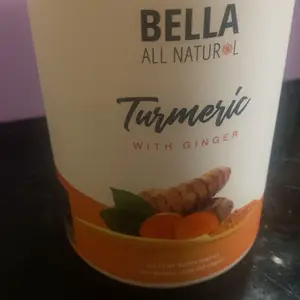 BELLA
ALL NATURAL
Turmeric
WITH GINGER